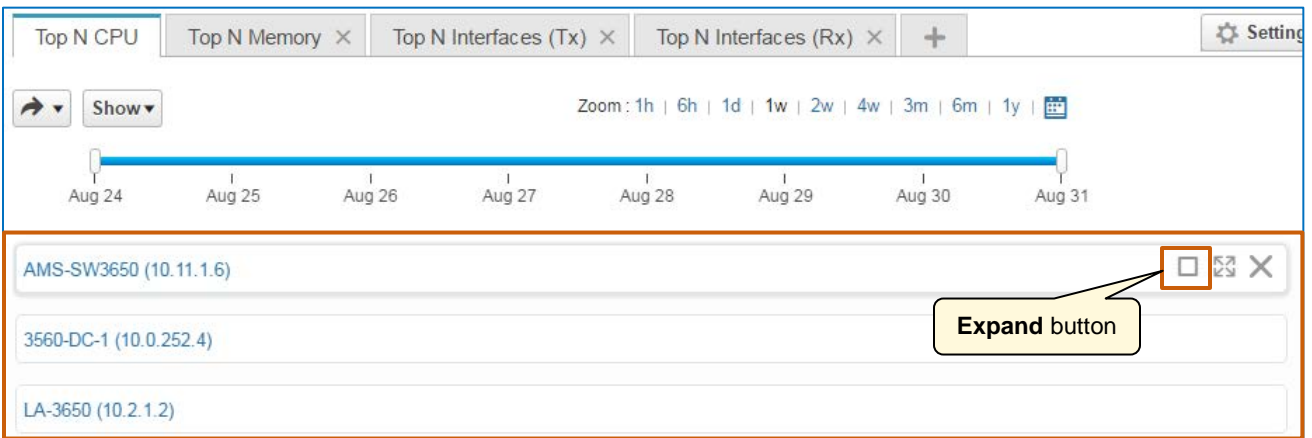 Top N CPU Top N Memory × Top N Interfaces (Tx) × Top N Interfaces (Rx) × + Setting
Show
Zoom : 1h | 6h | 1d | 1w | 2w | 4w | 3m | 6m | 1y |
Aug 24 Aug 25 Aug 26 Aug 27 Aug 28 Aug 29 Aug 30 Aug 31
AMS-SW3650 (10.11.1.6)
Expand button
3560-DC-1 (10.0.252.4)
LA-3650 (10.2.1.2)